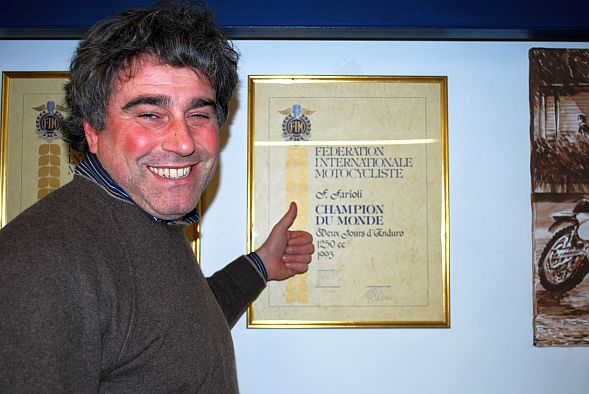 FIM
FEDERATION
INTERNATIONALE
MOTOCYCLISTE
F. Farioli
CHAMPION
DU MONDE
Deux Jours d'Enduro
1250 cc
1993
FIM